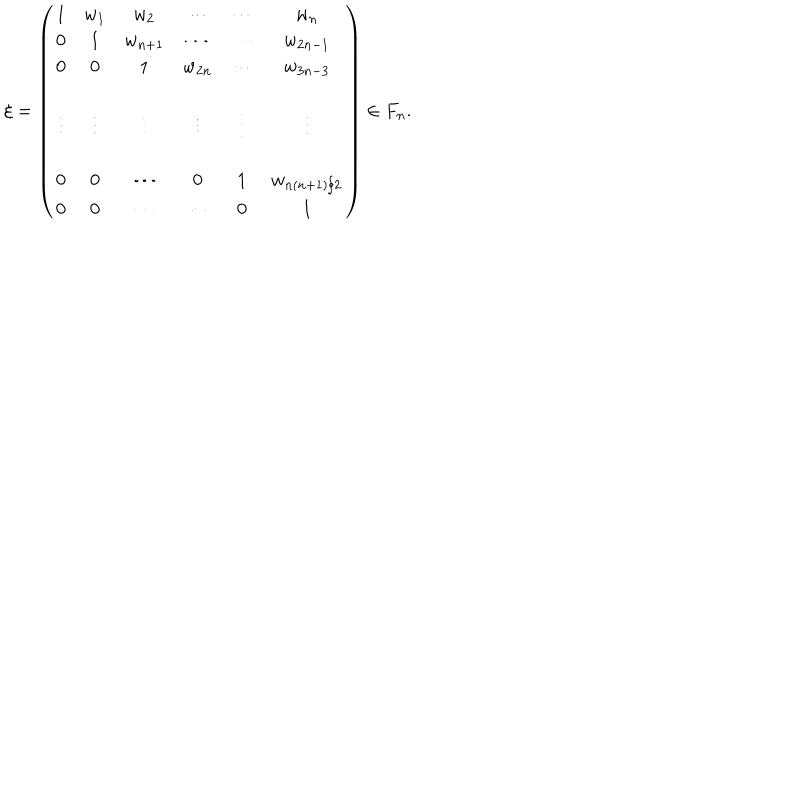 \xi = \begin{pmatrix} 1 & w_1 & w_2 & \cdots & \cdots & w_n \\ 0 & 1 & w_{n+1} & \cdots & \cdots & w_{2n-1} \\ 0 & 0 & 1 & w_{2n} & \cdots & w_{3n-3} \\ \vdots & \vdots & \vdots & \vdots & \vdots & \vdots \\ 0 & 0 & \cdots & 0 & 1 & w_{n(n+1)\oint 2} \\ 0 & 0 & \cdots & \cdots & 0 & 1 \end{pmatrix} \in F_n.